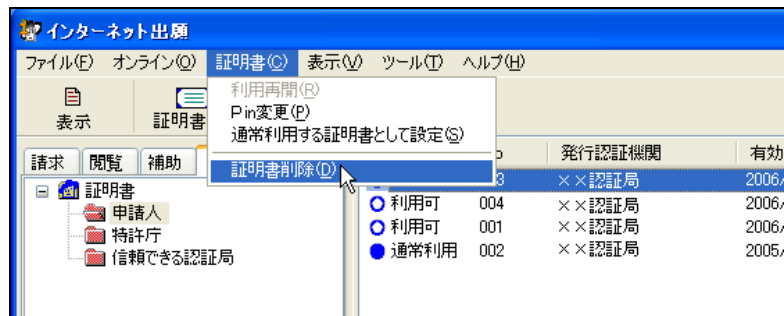 インターネット出願
ファイル(F) オンライン(O) 証明書(C) 表示(V) ツール(T) ヘルプ(H)
利用再開(R)
Pin変更(P)
通常利用する証明書として設定(S)
証明書削除(D)
表示 証明書
請求 閲覧 補助 発行認証機関 有効
証明書 3 ××認証局 2006/
申請人 利用可 004 ××認証局 2006/
特許庁 利用可 001 ××認証局 2006/
信頼できる認証局 通常利用 002 ××認証局 2005/